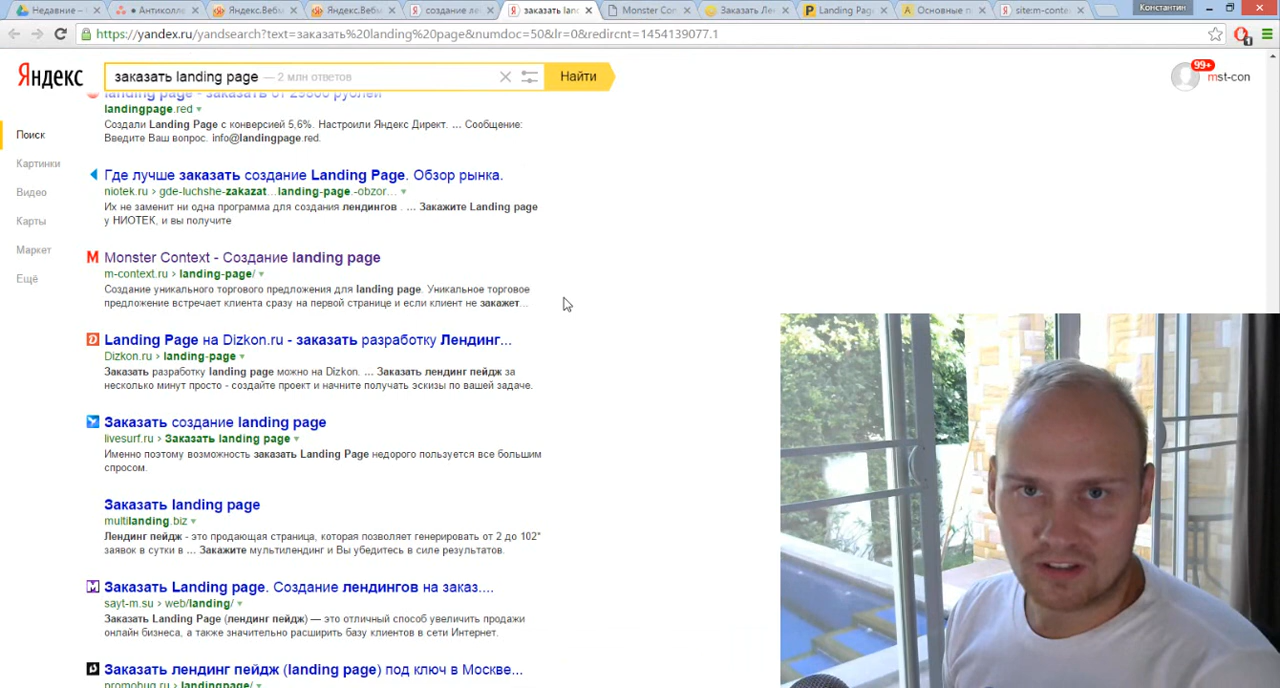 Недавние –
Антиколл
Яндекс.Вебм
Яндекс.Вебм
создание ле
заказать lan
Monster Con
Заказать Ле
Landing Page
Основные п
site:m-conte
Константин
https://yandex.ru/yandsearch?text=заказать%20landing%20page&numdoc=50&lr=0&redircnt=1454139077.1
Яндекс
заказать landing page — 2 млн ответов
Найти
99+
mst-con
Поиск
Картинки
Видео
Карты
Маркет
Ещё
landing page - заказать от 29800 рублей
landingpage.red
Создали Landing Page с конверсией 5,6%. Настроили Яндекс Директ. ... Сообщение:
Введите Ваш вопрос. info@landingpage.red.
Где лучше заказать создание Landing Page. Обзор рынка.
niotek.ru › gde-luchshe-zakazat...landing-page.-obzor...
Их не заменит ни одна программа для создания лендингов . ... Закажите Landing page
у НИОТЕК, и вы получите
Monster Context - Создание landing page
m-context.ru › landing-page/
Создание уникального торгового предложения для landing page. Уникальное торговое
предложение встречает клиента сразу на первой странице и если клиент не закажет...
Landing Page на Dizkon.ru - заказать разработку Лендинг...
Dizkon.ru › landing-page
Заказать разработку landing page можно на Dizkon. ... Заказать лендинг пейдж за
несколько минут просто - создайте проект и начните получать эскизы по вашей задаче.
Заказать создание landing page
livesurf.ru › Заказать landing page
Именно поэтому возможность заказать Landing Page недорого пользуется все большим
спросом.
Заказать landing page
multilanding.biz
Лендинг пейдж - это продающая страница, которая позволяет генерировать от 2 до 102*
заявок в сутки в ... Закажите мультилендинг и Вы убедитесь в силе результатов.
Заказать Landing page. Создание лендингов на заказ....
sayt-m.su › web/landing/
Заказать Landing Page (лендинг пейдж) — это отличный способ увеличить продажи
онлайн бизнеса, а также значительно расширить базу клиентов в сети Интернет.
Заказать лендинг пейдж (landing page) под ключ в Москве...
promobug.ru › landingpage/